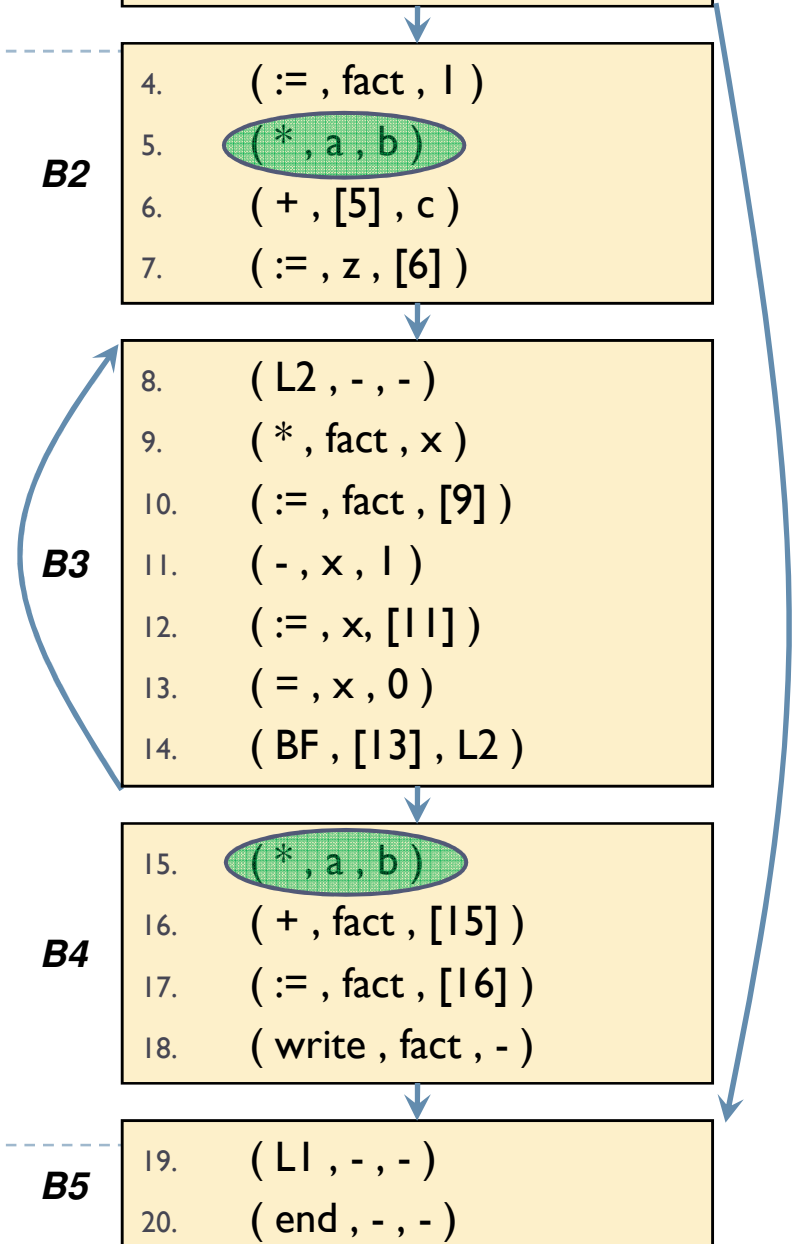 B2
4. ( := , fact , 1 )
5. ( * , a , b )
6. ( + , [5] , c )
7. ( := , z , [6] )
B3
8. ( L2 , - , - )
9. ( * , fact , x )
10. ( := , fact , [9] )
11. ( - , x , 1 )
12. ( := , x, [11] )
13. ( = , x , 0 )
14. ( BF , [13] , L2 )
B4
15. ( * , a , b )
16. ( + , fact , [15] )
17. ( := , fact , [16] )
18. ( write , fact , - )
B5
19. ( L1 , - , - )
20. ( end , - , - )